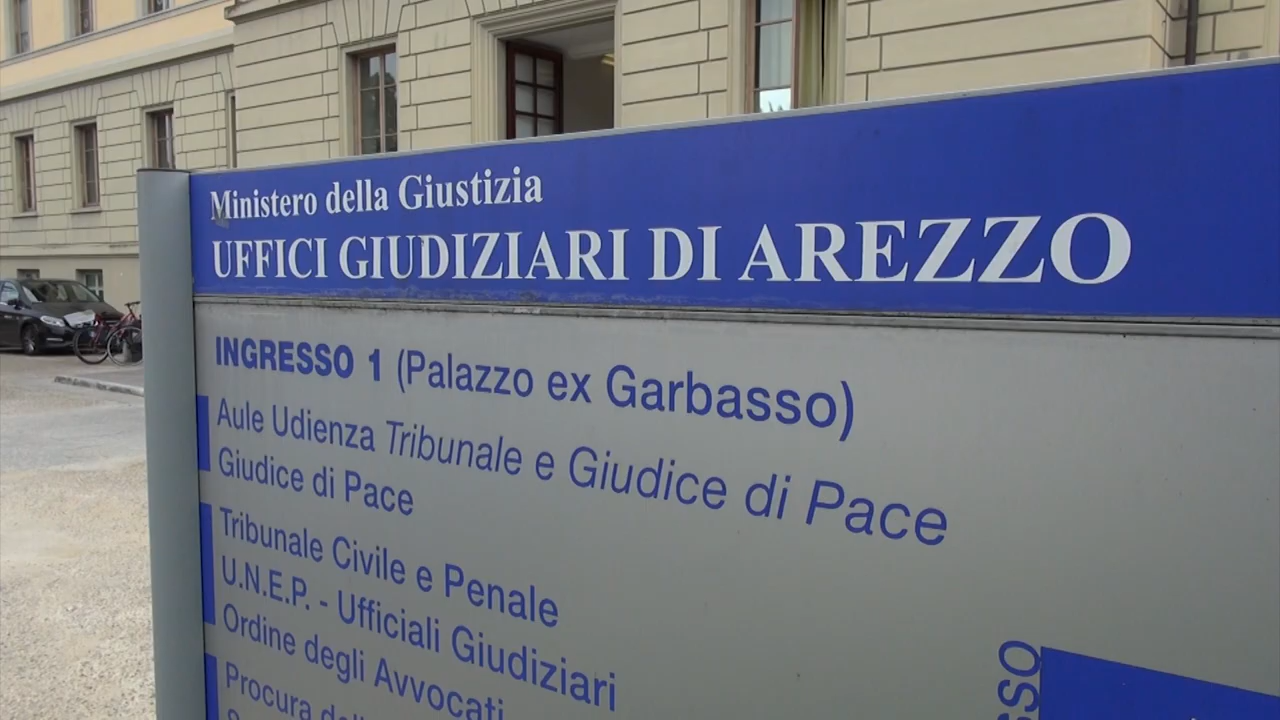 Ministero della Giustizia
UFFICI GIUDIZIARI DI AREZZO
INGRESSO 1 (Palazzo ex Garbasso)
Aule Udienza Tribunale e Giudice di Pace
Giudice di Pace
Tribunale Civile e Penale
U.N.E.P. - Ufficiali Giudiziari
Ordine degli Avvocati
Procura